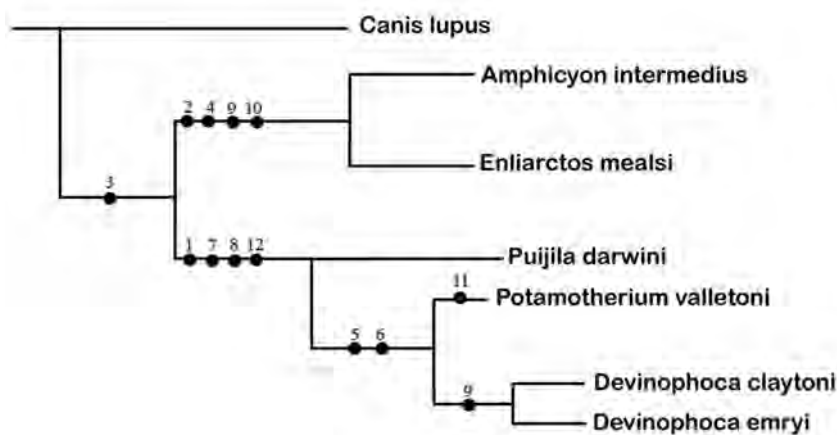 Canis lupus
Amphicyon intermedius
2 4 9 10
Enliarctos mealsi
3
1 7 8 12
Puijila darwini
11
Potamotherium valletoni
5 6
Devinophoca claytoni
9
Devinophoca emryi